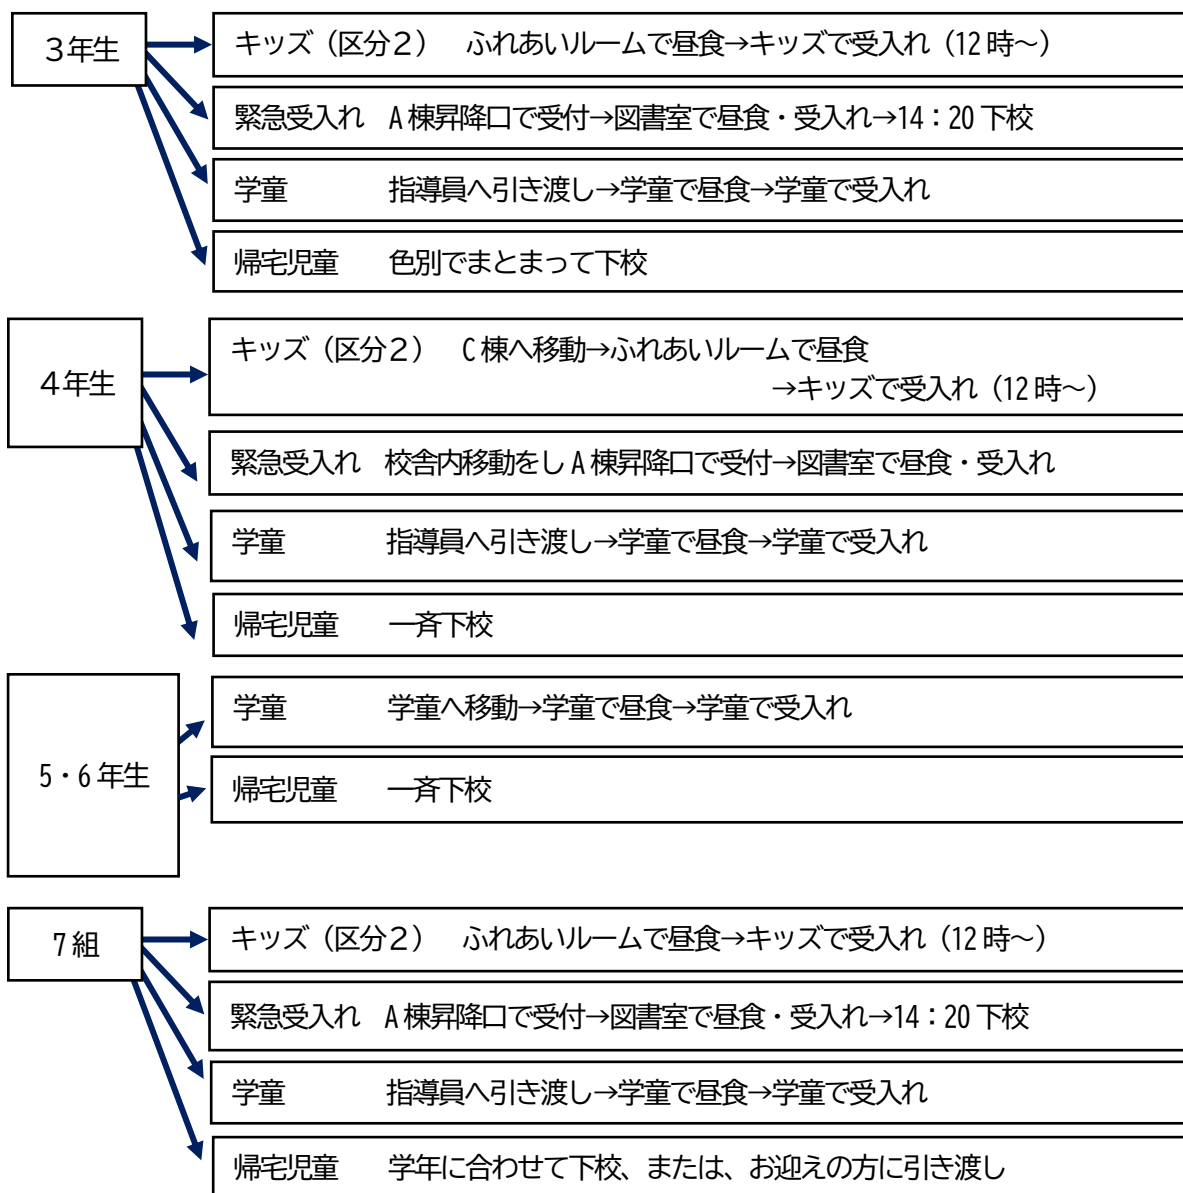 3年生
キッズ（区分２）　ふれあいルームで昼食→キッズで受入れ（12時～）
緊急受入れ　A棟昇降口で受付→図書室で昼食・受入れ→14：20下校
学童　　　　指導員へ引き渡し→学童で昼食→学童で受入れ
帰宅児童　　色別でまとまって下校
4年生
キッズ（区分２）　C棟へ移動→ふれあいルームで昼食
→キッズで受入れ（12時～）
緊急受入れ　校舎内移動をしA棟昇降口で受付→図書室で昼食・受入れ
学童　　　　指導員へ引き渡し→学童で昼食→学童で受入れ
帰宅児童　　一斉下校
5・6年生
学童　　　　学童へ移動→学童で昼食→学童で受入れ
帰宅児童　　一斉下校
7組
キッズ（区分２）　ふれあいルームで昼食→キッズで受入れ（12時～）
緊急受入れ　A棟昇降口で受付→図書室で昼食・受入れ→14：20下校
学童　　　　指導員へ引き渡し→学童で昼食→学童で受入れ
帰宅児童　　学年に合わせて下校、または、お迎えの方に引き渡し